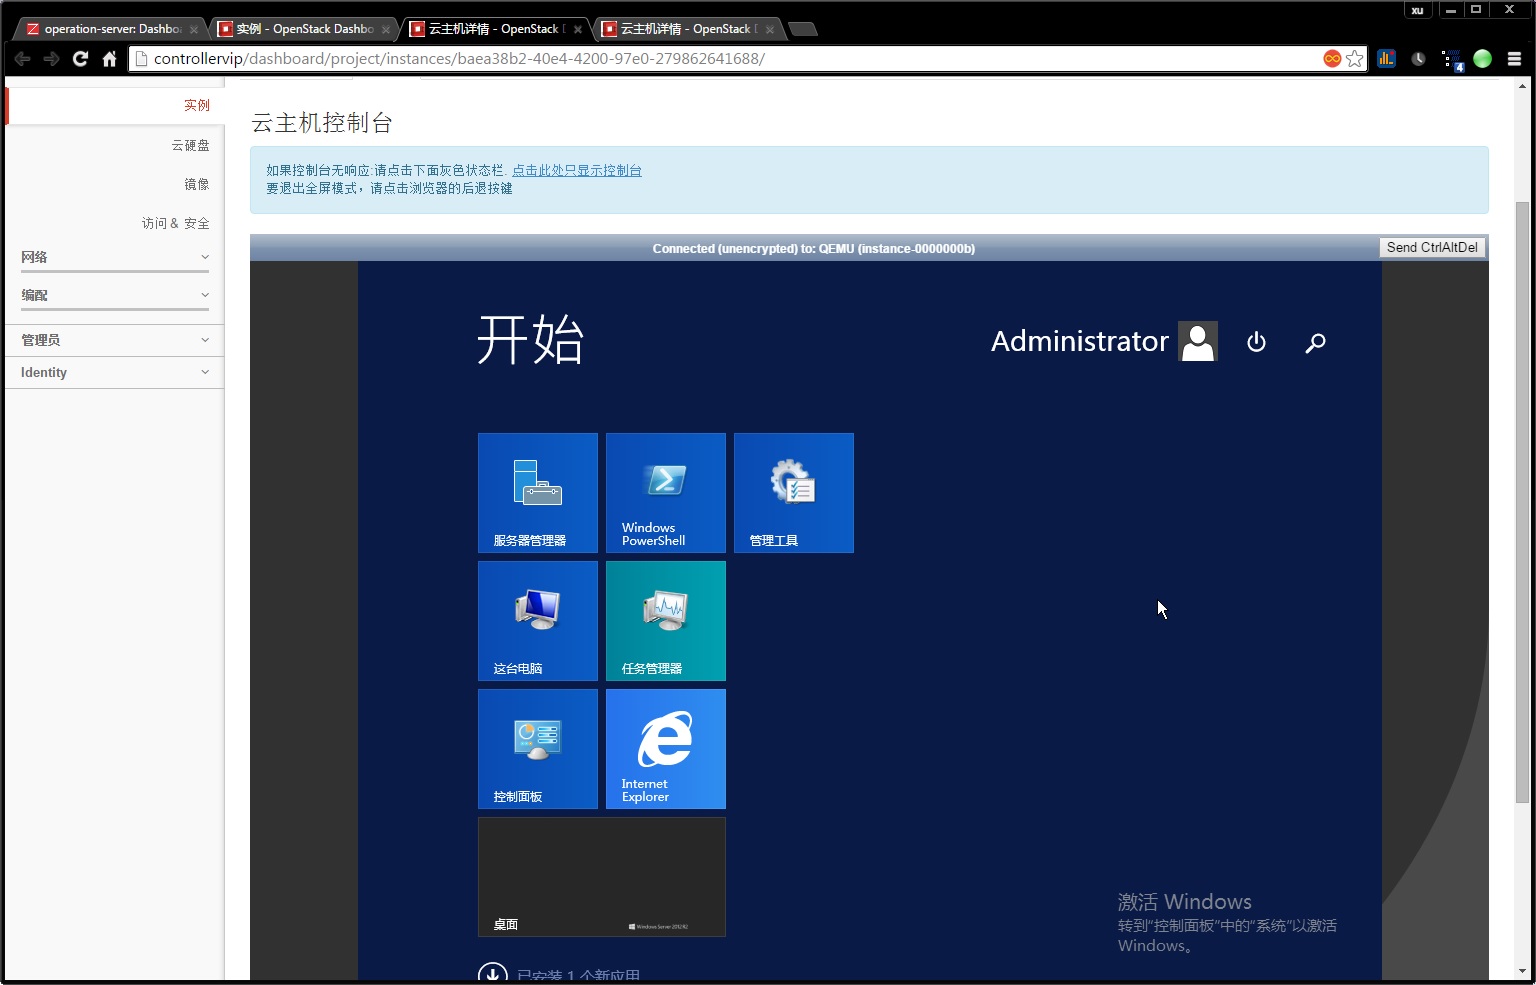 xu
operation-server: Dashbo
实例 - OpenStack Dashbo
云主机详情 - OpenStack D
云主机详情 - OpenStack D
controllervip/dashboard/project/instances/baea38b2-40e4-4200-97e0-279862641688/
4
实例
云硬盘
镜像
访问 & 安全
网络
编配
管理员
Identity
云主机控制台
如果控制台无响应:请点击下面灰色状态栏. 点击此处只显示控制台
要退出全屏模式，请点击浏览器的后退按键
Connected (unencrypted) to: QEMU (instance-0000000b)
Send CtrlAltDel
开始
Administrator
服务器管理器
Windows
PowerShell
管理工具
这台电脑
任务管理器
控制面板
Internet
Explorer
桌面
Windows Server 2012 R2
激活 Windows
转到"控制面板"中的"系统"以激活
Windows。
已安装 1 个新应用